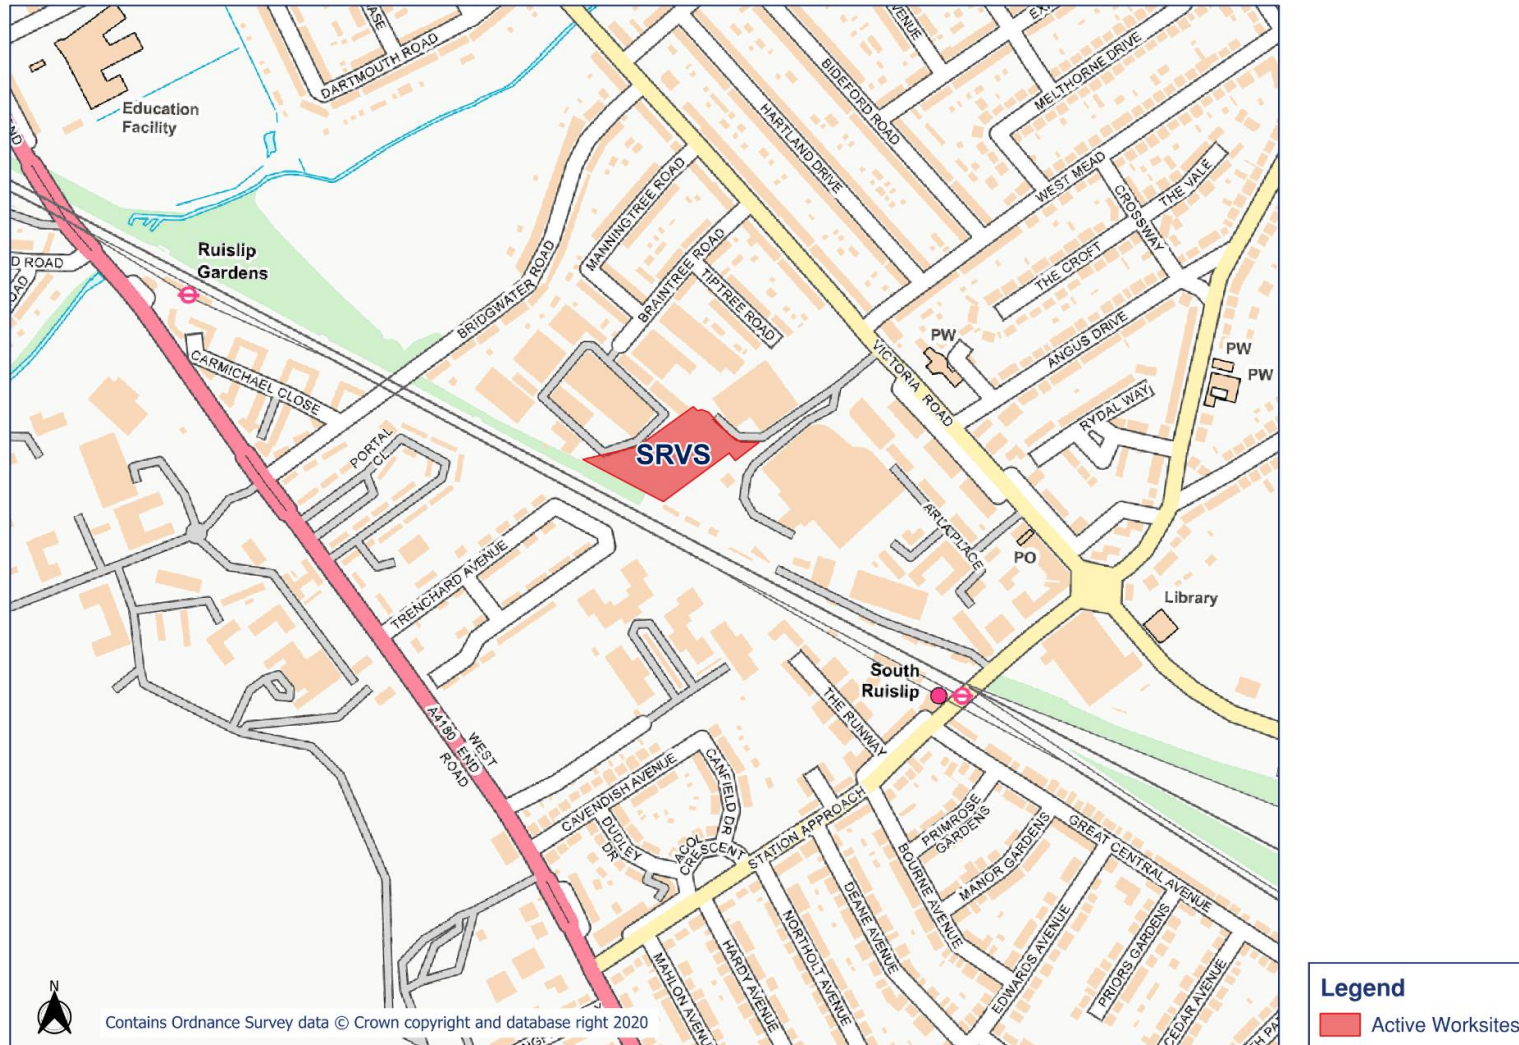 DARTMOUTH ROAD
Education
Facility
BIDEFORD ROAD
HARTLAND DRIVE
MELTHORNE DRIVE
WEST MEAD
CROSSWAY
THE VALE
THE CROFT
ANGUS DRIVE
RYDAL WAY
PW
PW
PW
Ruislip
Gardens
BRIDGWATER ROAD
MANNINGTREE ROAD
BRAINTREE ROAD
TIPTREE ROAD
VICTORIA ROAD
CARMICHAEL CLOSE
PORTAL
CL
SRVS
TRENCHARD AVENUE
ARLA PLACE
PO
Library
South
Ruislip
THE RUNWAY
A4180 WEST
END
ROAD
CAVENDISH AVENUE
CANFIELD DR
DUDLEY
DR
ACOL
CRESCENT
STATION APPROACH
PRIMROSE
GARDENS
MANOR GARDENS
GREAT CENTRAL AVENUE
BOURNE AVENUE
DEANE AVENUE
NORTHOLT AVENUE
HARDY AVENUE
MAHLON AVENUE
EDWARDS AVENUE
PRIORS GARDENS
CEDAR AVENUE
N
Contains Ordnance Survey data © Crown copyright and database right 2020
Legend
Active Worksites